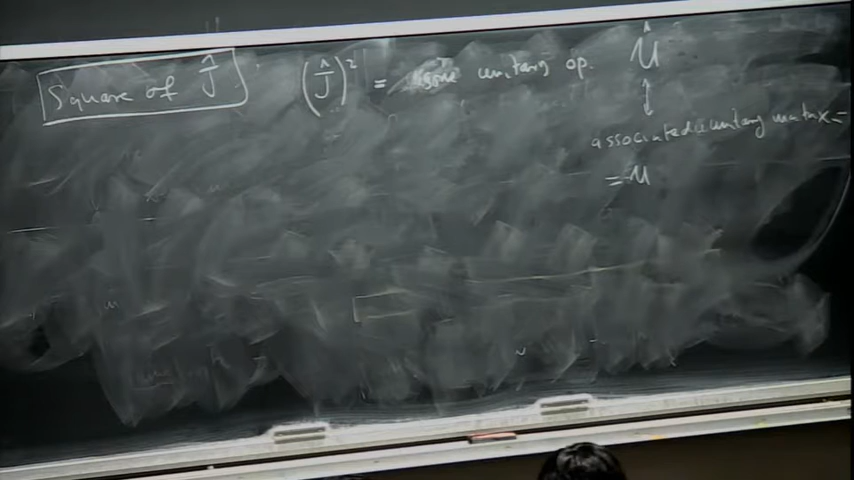 Square of Ĵ
(Ĵ)² = unitary op. Û
↕
associated unitary matrix =
= U